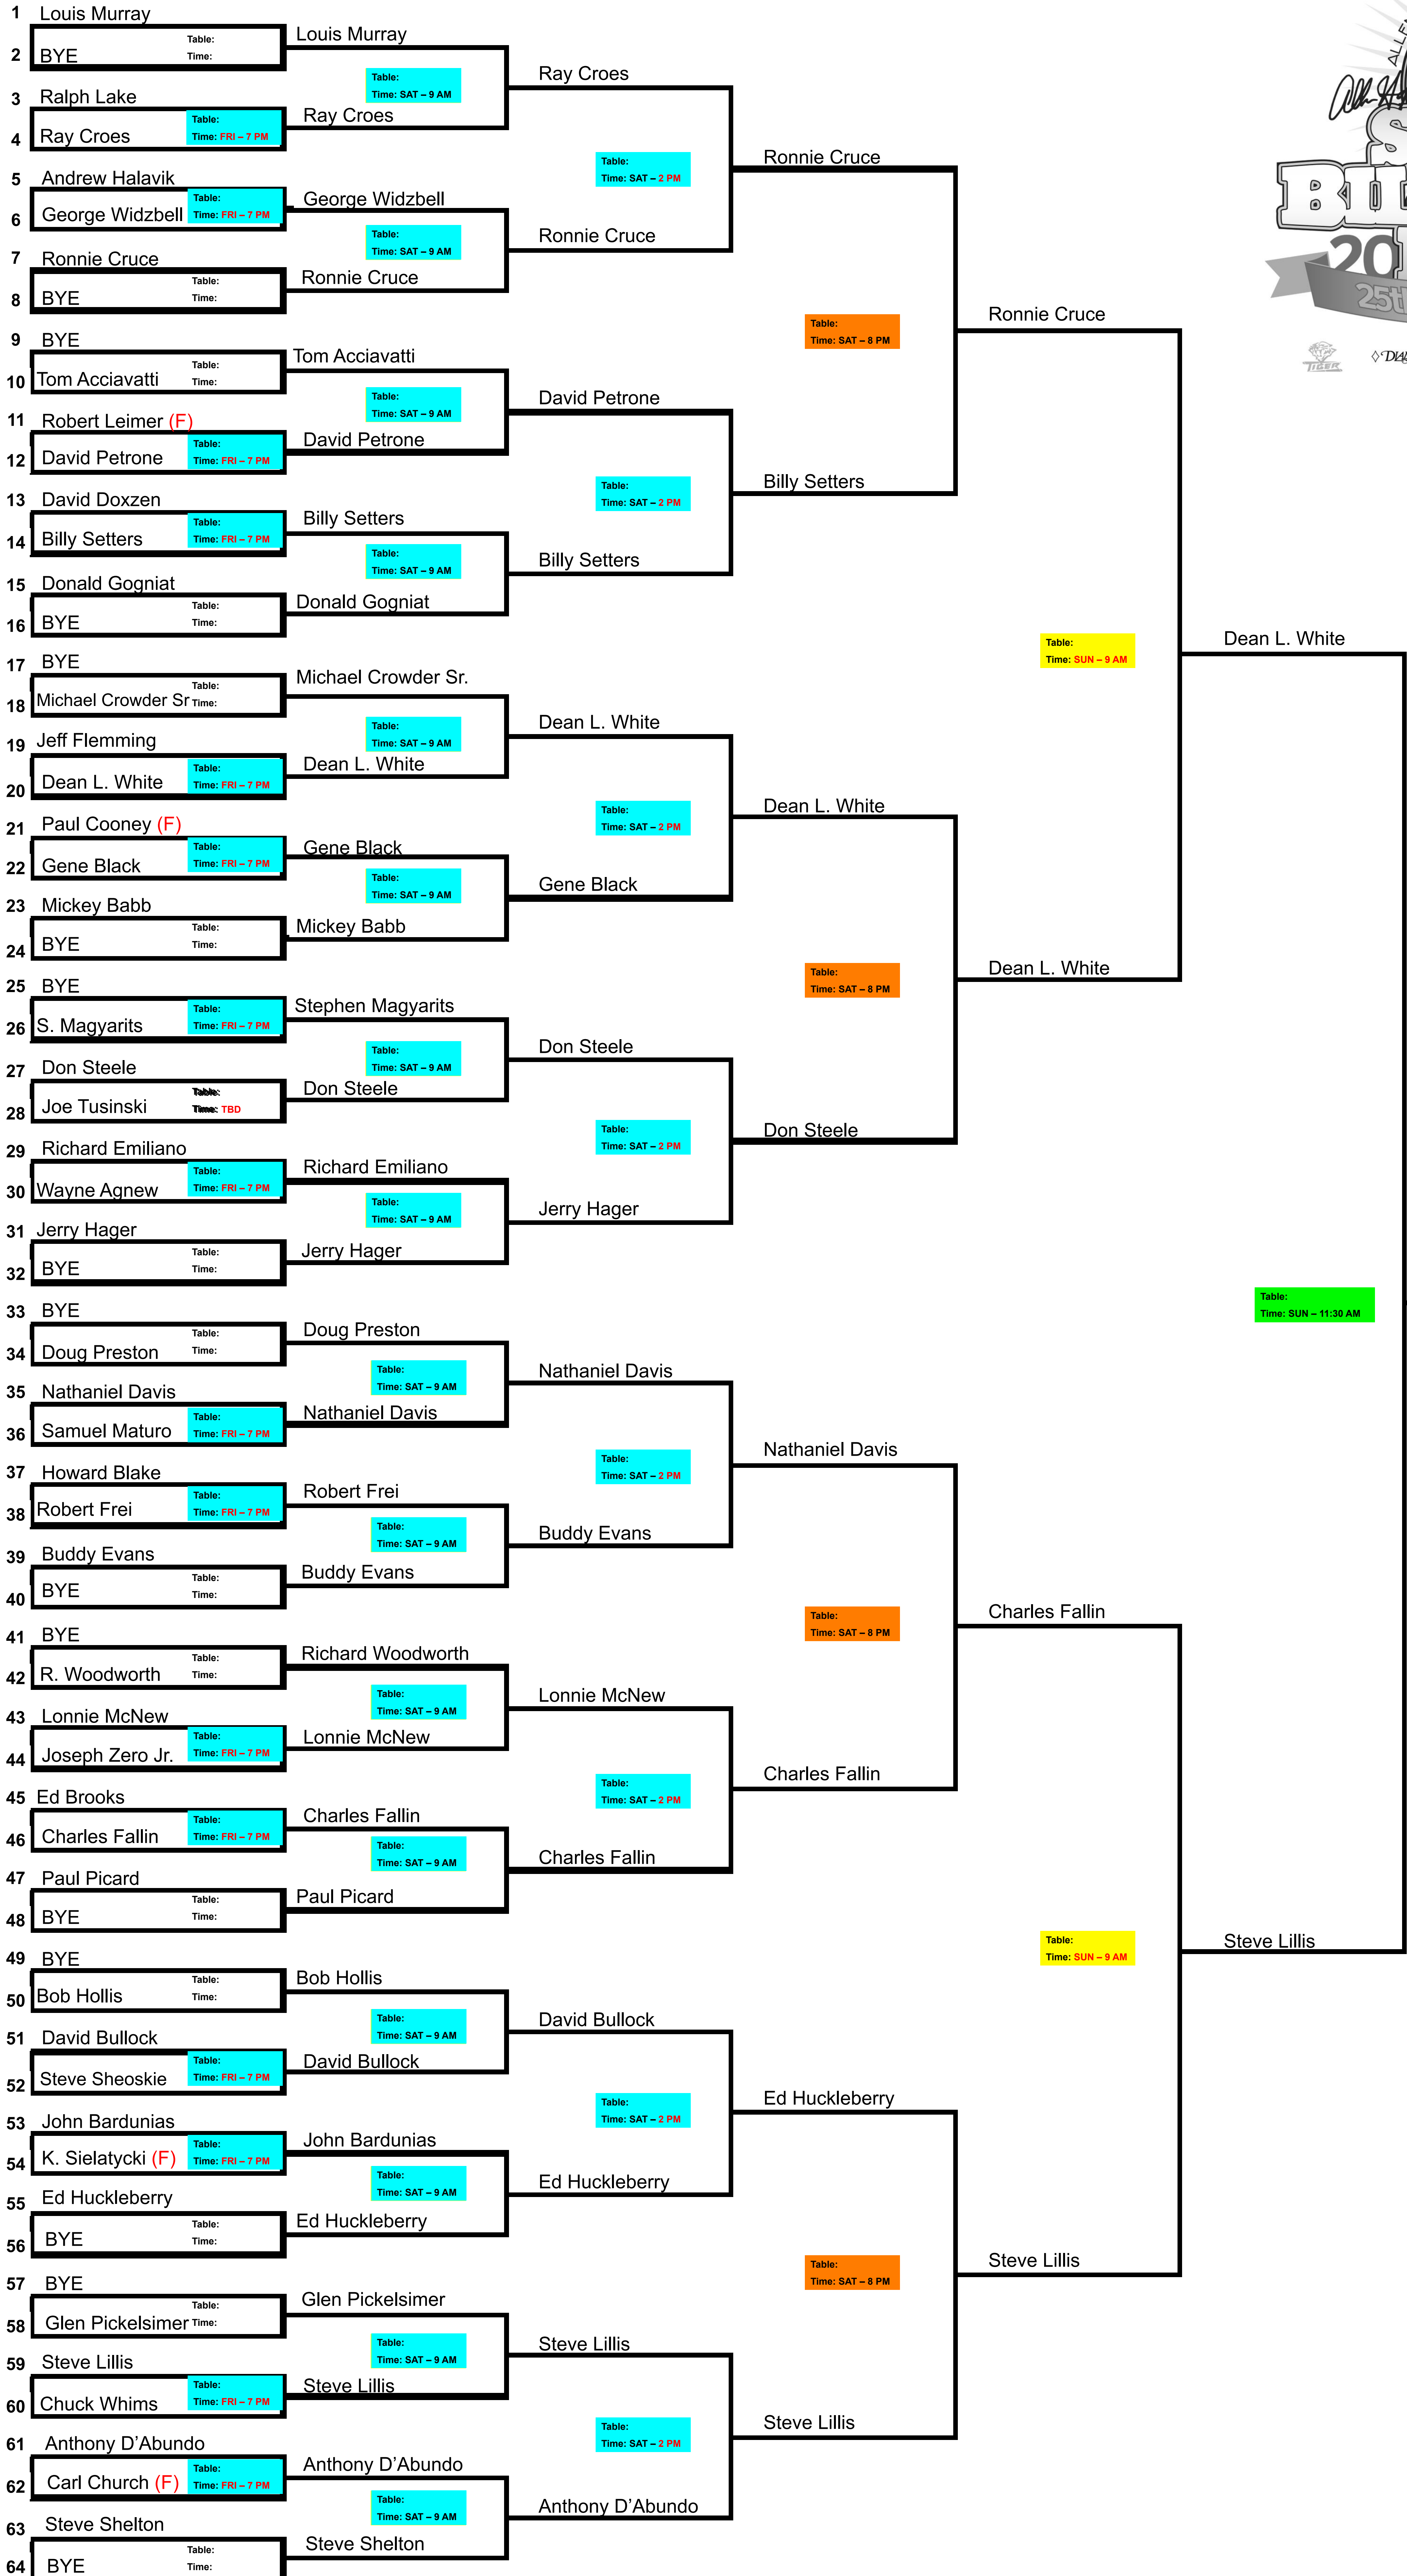 1 Louis Murray
Table:
2 BYE Time:
Louis Murray
Table:
Time: SAT – 9 AM
Ray Croes
3 Ralph Lake
Table:
4 Ray Croes Time: FRI – 7 PM
Ray Croes
Table:
Time: SAT – 2 PM
Ronnie Cruce
5 Andrew Halavik
Table:
6 George Widzbell Time: FRI – 7 PM
George Widzbell
Table:
Time: SAT – 9 AM
Ronnie Cruce
7 Ronnie Cruce
Table:
8 BYE Time:
Ronnie Cruce
Table:
Time: SAT – 8 PM
Ronnie Cruce
9 BYE
Table:
10 Tom Acciavatti Time:
Tom Acciavatti
Table:
Time: SAT – 9 AM
David Petrone
11 Robert Leimer (F)
Table:
12 David Petrone Time: FRI – 7 PM
David Petrone
Table:
Time: SAT – 2 PM
Billy Setters
13 David Doxzen
Table:
14 Billy Setters Time: FRI – 7 PM
Billy Setters
Table:
Time: SAT – 9 AM
Billy Setters
15 Donald Gogniat
Table:
16 BYE Time:
Donald Gogniat
Table:
Time: SUN – 9 AM
Dean L. White
17 BYE
Table:
18 Michael Crowder Sr Time:
Michael Crowder Sr.
Table:
Time: SAT – 9 AM
Dean L. White
19 Jeff Flemming
Table:
20 Dean L. White Time: FRI – 7 PM
Dean L. White
Table:
Time: SAT – 2 PM
Dean L. White
21 Paul Cooney (F)
Table:
22 Gene Black Time: FRI – 7 PM
Gene Black
Table:
Time: SAT – 9 AM
Gene Black
23 Mickey Babb
Table:
24 BYE Time:
Mickey Babb
Table:
Time: SAT – 8 PM
Dean L. White
25 BYE
Table:
26 S. Magyarits Time: FRI – 7 PM
Stephen Magyarits
Table:
Time: SAT – 9 AM
Don Steele
27 Don Steele
Table:
28 Joe Tusinski Time: TBD
Don Steele
Table:
Time: SAT – 2 PM
Don Steele
29 Richard Emiliano
Table:
30 Wayne Agnew Time: FRI – 7 PM
Richard Emiliano
Table:
Time: SAT – 9 AM
Jerry Hager
31 Jerry Hager
Table:
32 BYE Time:
Jerry Hager
Table:
Time: SUN – 11:30 AM
33 BYE
Table:
34 Doug Preston Time:
Doug Preston
Table:
Time: SAT – 9 AM
Nathaniel Davis
35 Nathaniel Davis
Table:
36 Samuel Maturo Time: FRI – 7 PM
Nathaniel Davis
Table:
Time: SAT – 2 PM
Nathaniel Davis
37 Howard Blake
Table:
38 Robert Frei Time: FRI – 7 PM
Robert Frei
Table:
Time: SAT – 9 AM
Buddy Evans
39 Buddy Evans
Table:
40 BYE Time:
Buddy Evans
Table:
Time: SAT – 8 PM
Charles Fallin
41 BYE
Table:
42 R. Woodworth Time:
Richard Woodworth
Table:
Time: SAT – 9 AM
Lonnie McNew
43 Lonnie McNew
Table:
44 Joseph Zero Jr. Time: FRI – 7 PM
Lonnie McNew
Table:
Time: SAT – 2 PM
Charles Fallin
45 Ed Brooks
Table:
46 Charles Fallin Time: FRI – 7 PM
Charles Fallin
Table:
Time: SAT – 9 AM
Charles Fallin
47 Paul Picard
Table:
48 BYE Time:
Paul Picard
Table:
Time: SUN – 9 AM
Steve Lillis
49 BYE
Table:
50 Bob Hollis Time:
Bob Hollis
Table:
Time: SAT – 9 AM
David Bullock
51 David Bullock
Table:
52 Steve Sheoskie Time: FRI – 7 PM
David Bullock
Table:
Time: SAT – 2 PM
Ed Huckleberry
53 John Bardunias
Table:
54 K. Sielatycki (F) Time: FRI – 7 PM
John Bardunias
Table:
Time: SAT – 9 AM
Ed Huckleberry
55 Ed Huckleberry
Table:
56 BYE Time:
Ed Huckleberry
Table:
Time: SAT – 8 PM
Steve Lillis
57 BYE
Table:
58 Glen Pickelsimer Time:
Glen Pickelsimer
Table:
Time: SAT – 9 AM
Steve Lillis
59 Steve Lillis
Table:
60 Chuck Whims Time: FRI – 7 PM
Steve Lillis
Table:
Time: SAT – 2 PM
Steve Lillis
61 Anthony D’Abundo
Table:
62 Carl Church (F) Time: FRI – 7 PM
Anthony D’Abundo
Table:
Time: SAT – 9 AM
Anthony D’Abundo
63 Steve Shelton
Table:
64 BYE Time:
Steve Shelton
20
25th
TIGER